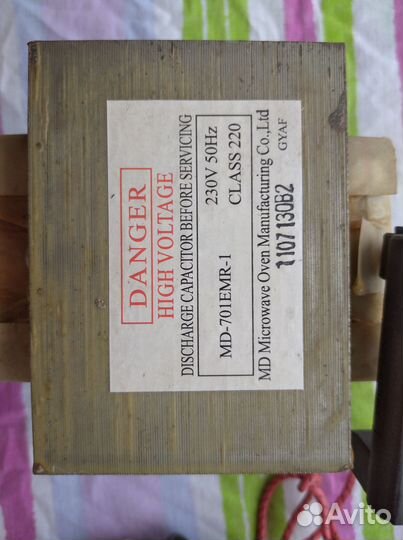 DANGER
HIGH VOLTAGE
DISCHARGE CAPACITOR BEFORE SERVICING
230V 50Hz
MD-701EMR-1 CLASS 220
MD Microwave Oven Manufacturing Co.,Ltd
1107130B2 GYAF
Avito